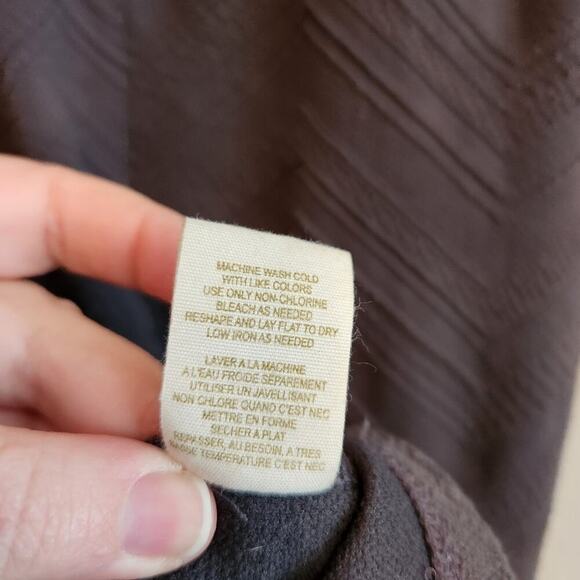 MACHINE WASH COLD
WITH LIKE COLORS
USE ONLY NON-CHLORINE
BLEACH AS NEEDED
RESHAPE AND LAY FLAT TO DRY
LOW IRON AS NEEDED
LAVER A LA MACHINE
A L'EAU FROIDE SEPAREMENT
UTILISER UN JAVELLISANT
NON CHLORE QUAND C'EST NEC
METTRE EN FORME
SECHER A PLAT
REPASSER, AU BESOIN, A TRES
BASSE TEMPERATURE C'EST NEC